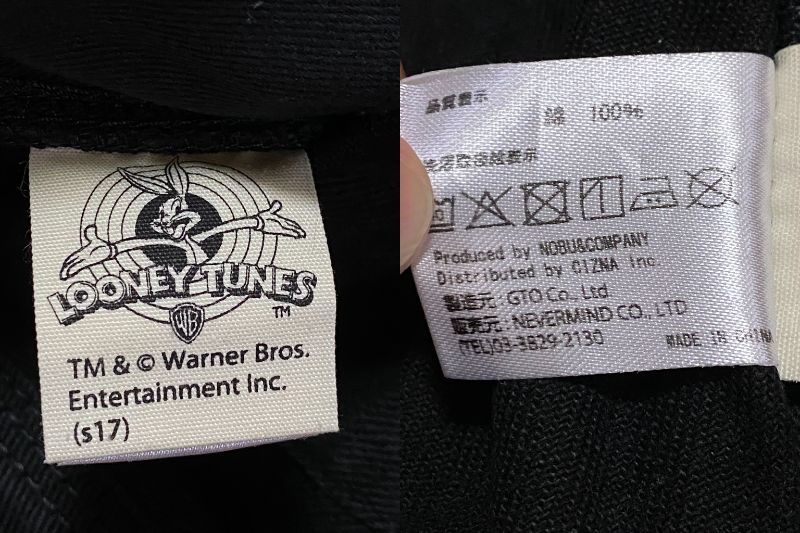 LOONEY TUNES
TM
WB
TM & © Warner Bros.
Entertainment Inc.
(s17)
品質表示
綿 100%
表示
Produced by NOBU&COMPANY
Distributed by CIZNA inc
製造元:GTO Co., Ltd
販売元:NEVERMIND CO., LTD
(TEL)03-3829-2130
MADE IN CHINA